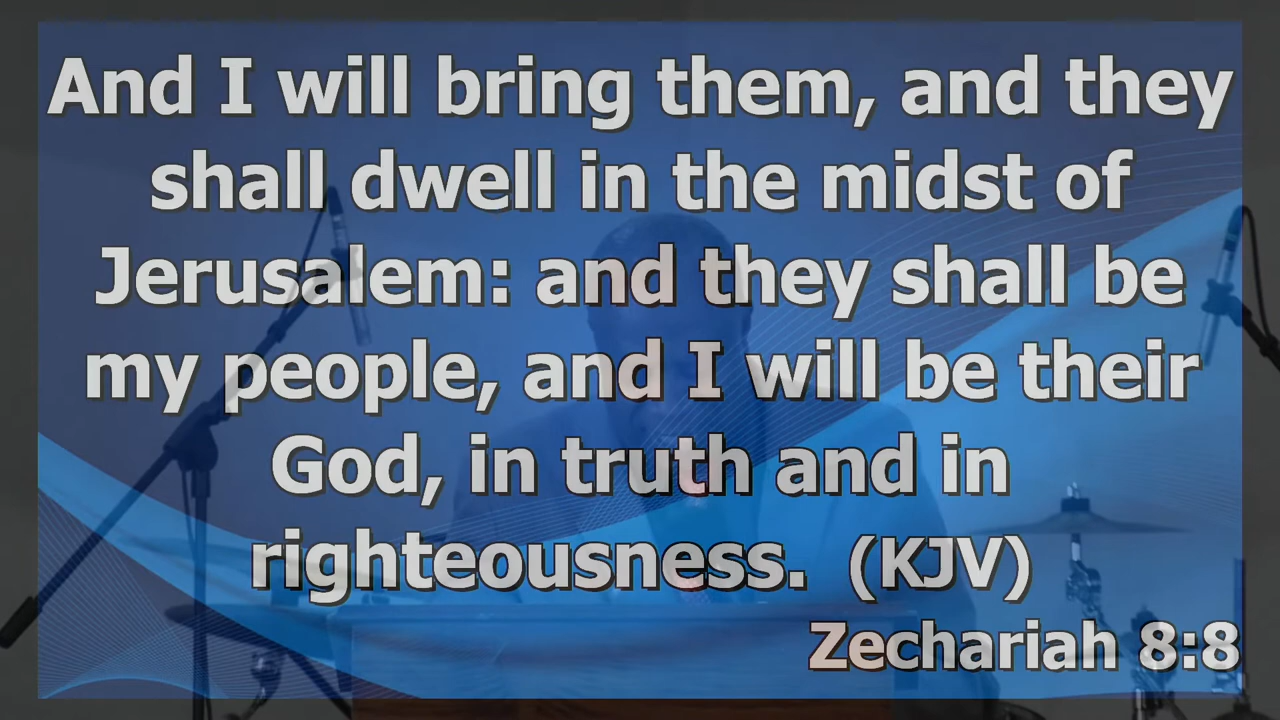 And I will bring them, and they
shall dwell in the midst of
Jerusalem: and they shall be
my people, and I will be their
God, in truth and in
righteousness. (KJV)
Zechariah 8:8